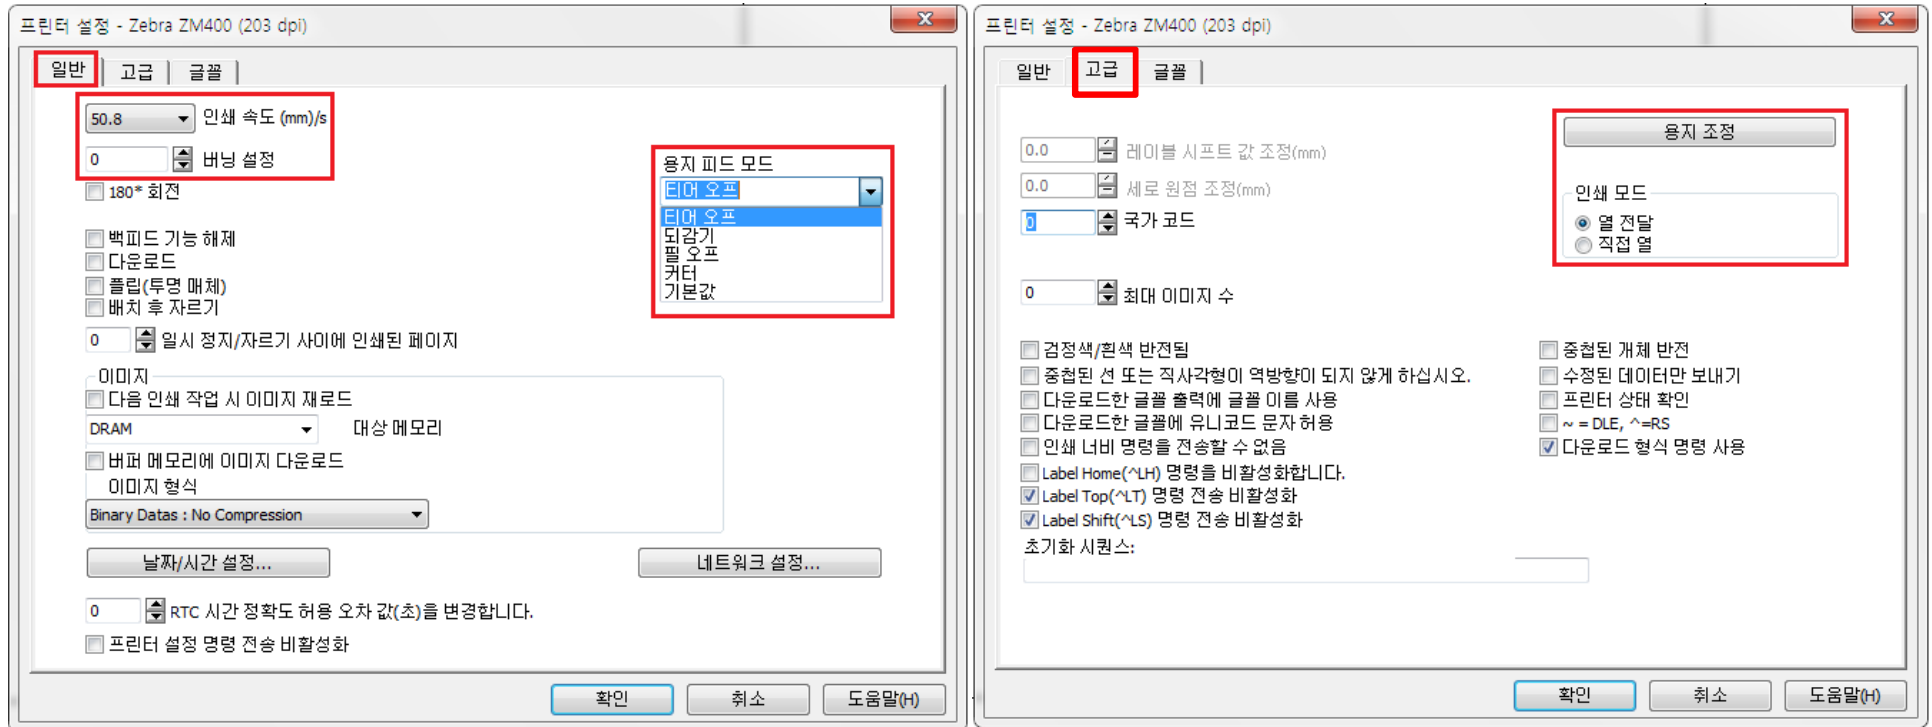 프린터 설정 - Zebra ZM400 (203 dpi)
일반 고급 글꼴
50.8 인쇄 속도 (mm)/s
0 버닝 설정
180* 회전
용지 피드 모드
티어 오프
티어 오프
되감기
필 오프
커터
기본값
백피드 기능 해제
다운로드
플립(투명 매체)
배치 후 자르기
0 일시 정지/자르기 사이에 인쇄된 페이지
이미지
다음 인쇄 작업 시 이미지 재로드
DRAM 대상 메모리
버퍼 메모리에 이미지 다운로드
이미지 형식
Binary Datas : No Compression
날짜/시간 설정... 네트워크 설정...
0 RTC 시간 정확도 허용 오차 값(초)을 변경합니다.
프린터 설정 명령 전송 비활성화
확인 취소 도움말(H)
프린터 설정 - Zebra ZM400 (203 dpi)
일반 고급 글꼴
용지 조정
0.0 레이블 시프트 값 조정(mm)
0.0 세로 원점 조정(mm)
0 국가 코드
인쇄 모드
열 전달
직접 열
0 최대 이미지 수
검정색/흰색 반전됨
중첩된 선 또는 직사각형이 역방향이 되지 않게 하십시오.
다운로드한 글꼴 출력에 글꼴 이름 사용
다운로드한 글꼴에 유니코드 문자 허용
인쇄 너비 명령을 전송할 수 없음
Label Home(^LH) 명령을 비활성화합니다.
Label Top(^LT) 명령 전송 비활성화
Label Shift(^LS) 명령 전송 비활성화
중첩된 개체 반전
수정된 데이터만 보내기
프린터 상태 확인
~ = DLE, ^=RS
다운로드 형식 명령 사용
초기화 시퀀스:
확인 취소 도움말(H)